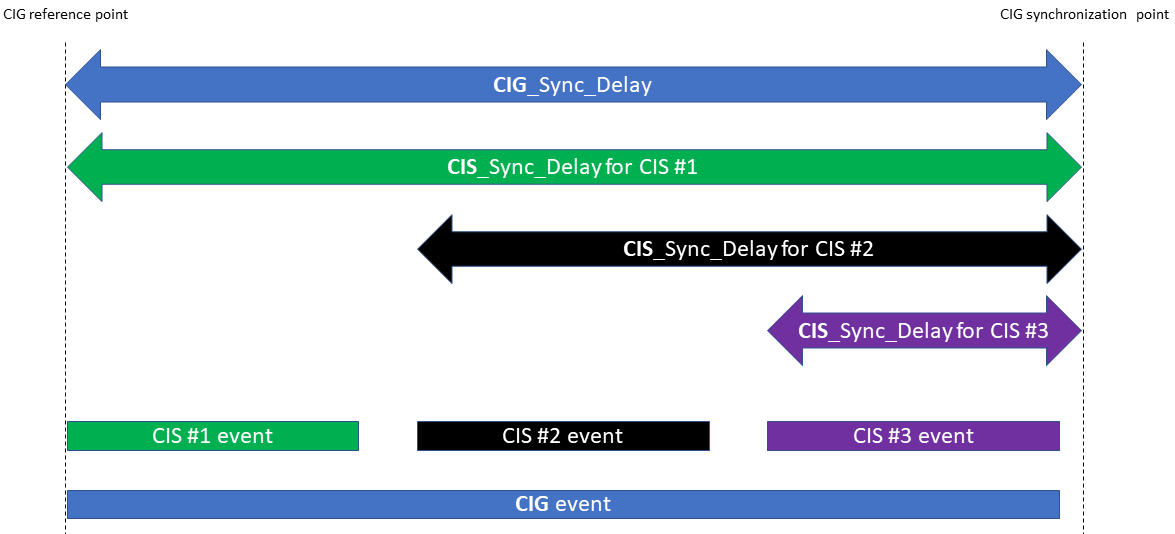 CIG reference point
CIG synchronization point
CIG_Sync_Delay
CIS_Sync_Delay for CIS #1
CIS_Sync_Delay for CIS #2
CIS_Sync_Delay for CIS #3
CIS #1 event
CIS #2 event
CIS #3 event
CIG event